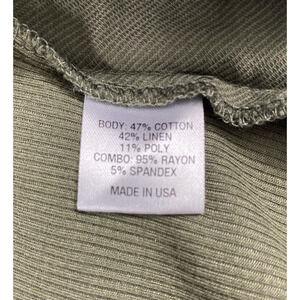 BODY: 47% COTTON
42% LINEN
11% POLY
COMBO: 95% RAYON
5% SPANDEX
MADE IN USA